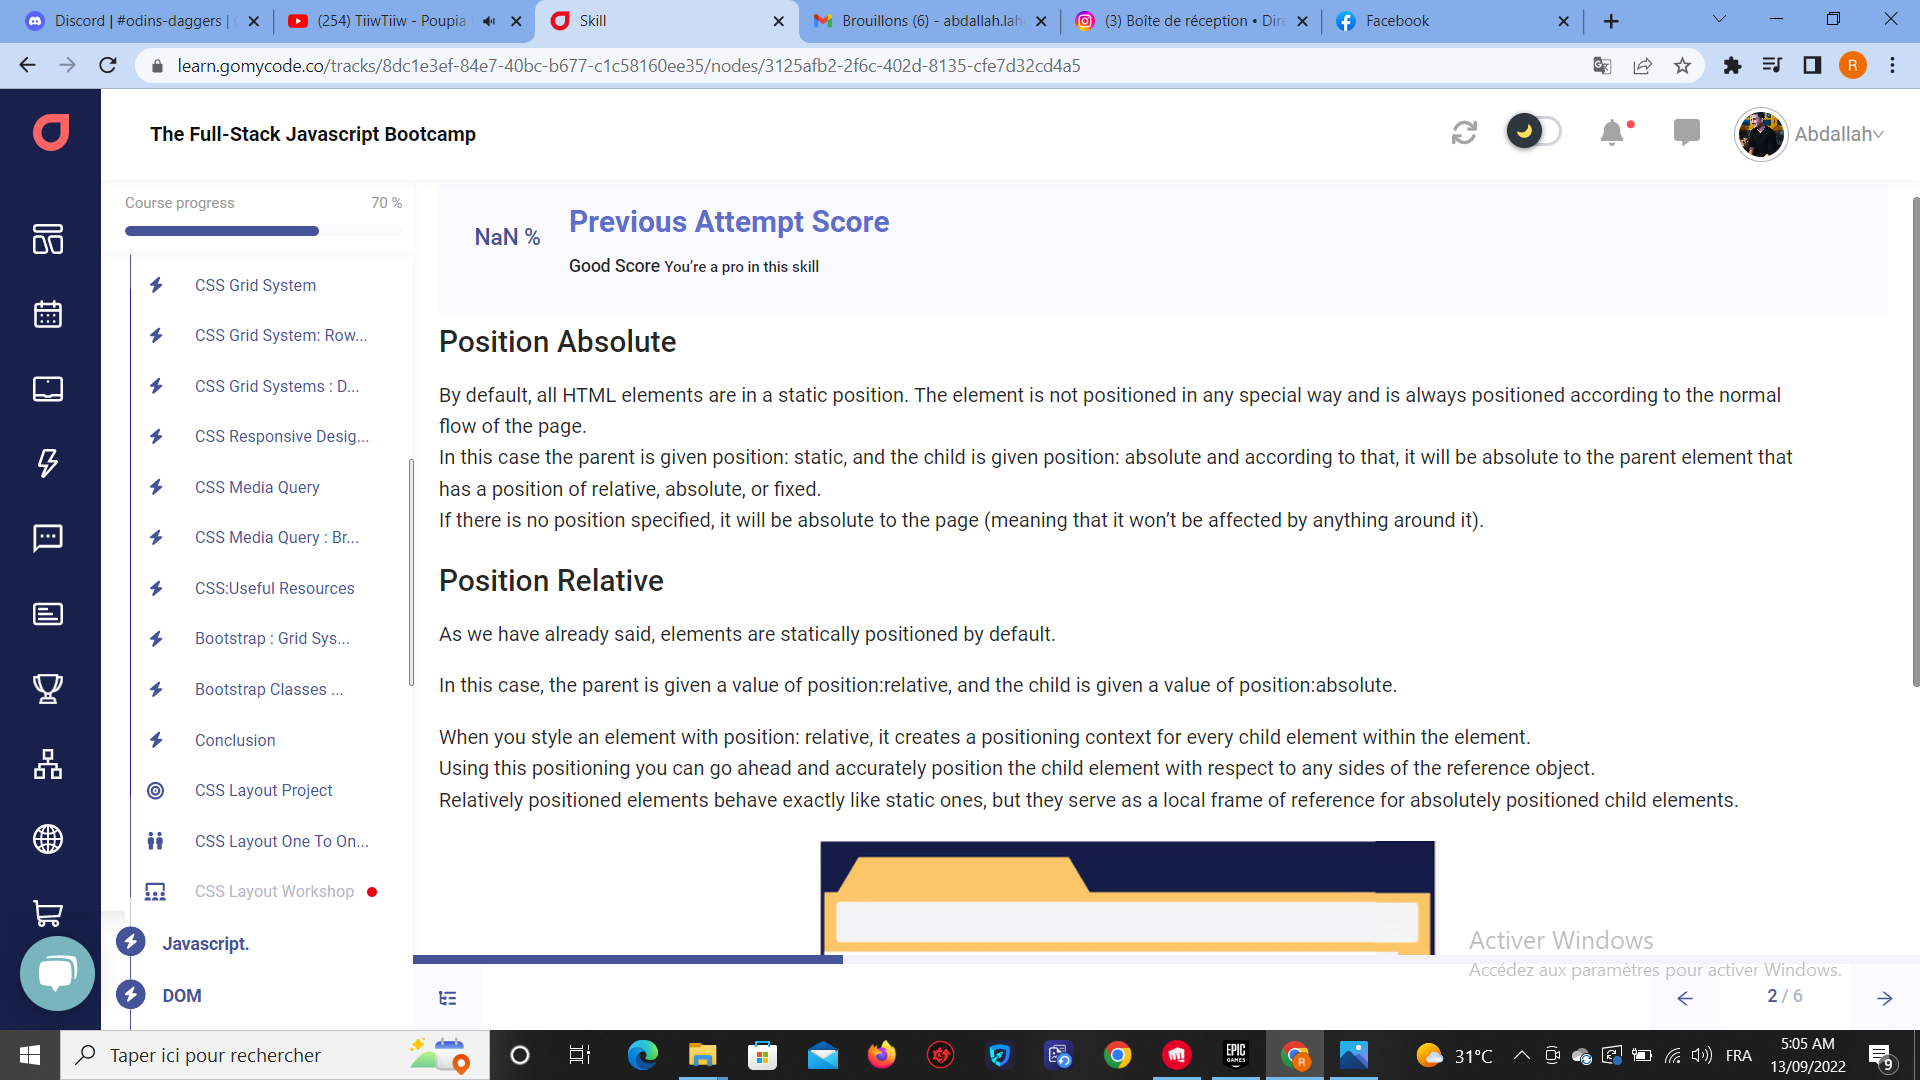 Discord | #odins-daggers |
(254) TiiwTiiw - Poupia
Skill
Brouillons (6) - abdallah.lah
(3) Boîte de réception • Dire
Facebook
learn.gomycode.co/tracks/8dc1e3ef-84e7-40bc-b677-c1c58160ee35/nodes/3125afb2-2f6c-402d-8135-cfe7d32cd4a5
R
The Full-Stack Javascript Bootcamp
Abdallah
Course progress 70 %
CSS Grid System
CSS Grid System: Row...
CSS Grid Systems : D...
CSS Responsive Desig...
CSS Media Query
CSS Media Query : Br...
CSS:Useful Resources
Bootstrap : Grid Sys...
Bootstrap Classes ...
Conclusion
CSS Layout Project
CSS Layout One To On...
CSS Layout Workshop
Javascript.
DOM
NaN %
Previous Attempt Score
Good Score You're a pro in this skill
Position Absolute
By default, all HTML elements are in a static position. The element is not positioned in any special way and is always positioned according to the normal
flow of the page.
In this case the parent is given position: static, and the child is given position: absolute and according to that, it will be absolute to the parent element that
has a position of relative, absolute, or fixed.
If there is no position specified, it will be absolute to the page (meaning that it won't be affected by anything around it).
Position Relative
As we have already said, elements are statically positioned by default.
In this case, the parent is given a value of position:relative, and the child is given a value of position:absolute.
When you style an element with position: relative, it creates a positioning context for every child element within the element.
Using this positioning you can go ahead and accurately position the child element with respect to any sides of the reference object.
Relatively positioned elements behave exactly like static ones, but they serve as a local frame of reference for absolutely positioned child elements.
Activer Windows
Accédez aux paramètres pour activer Windows.
2 / 6
Taper ici pour rechercher
EPIC
GAMES
R
31°C
FRA
5:05 AM
13/09/2022
9